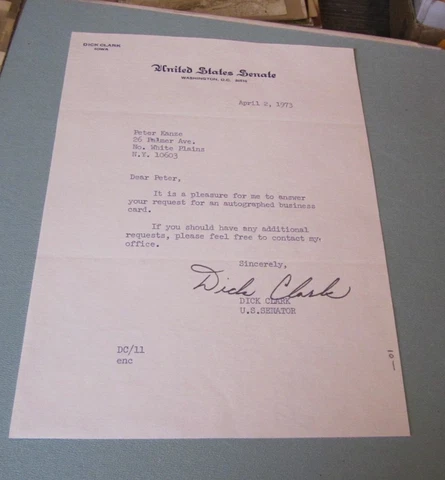 DICK CLARK
IOWA
United States Senate
WASHINGTON, D.C. 20510
April 2, 1973
Peter Kanze
26 Palmer Ave.
No. White Plains
N.Y. 10603
Dear Peter,
It is a pleasure for me to answer
your request for an autographed business
card.
If you should have any additional
requests, please feel free to contact my
office.
Sincerely,
Dick Clark
DICK CLARK
U.S.SENATOR
DC/ll
enc